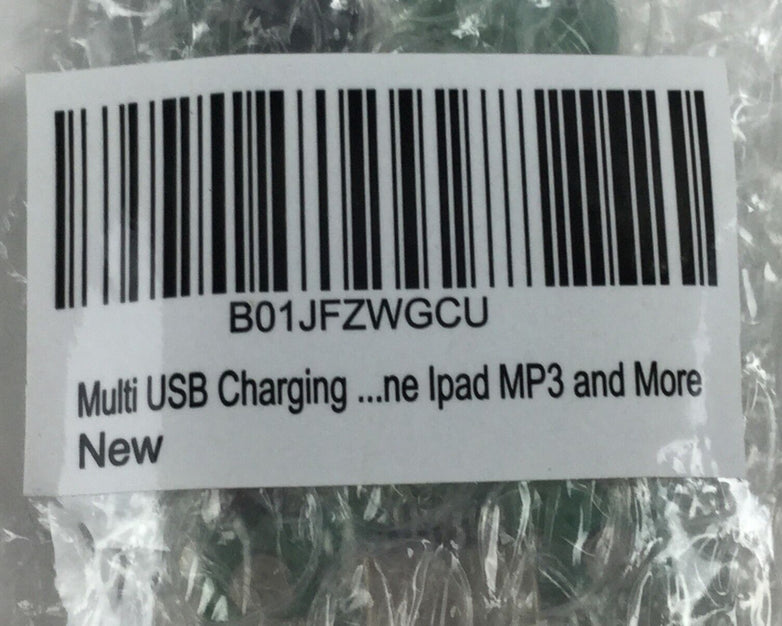 B01JFZWGCU
Multi USB Charging ...ne Ipad MP3 and More
New